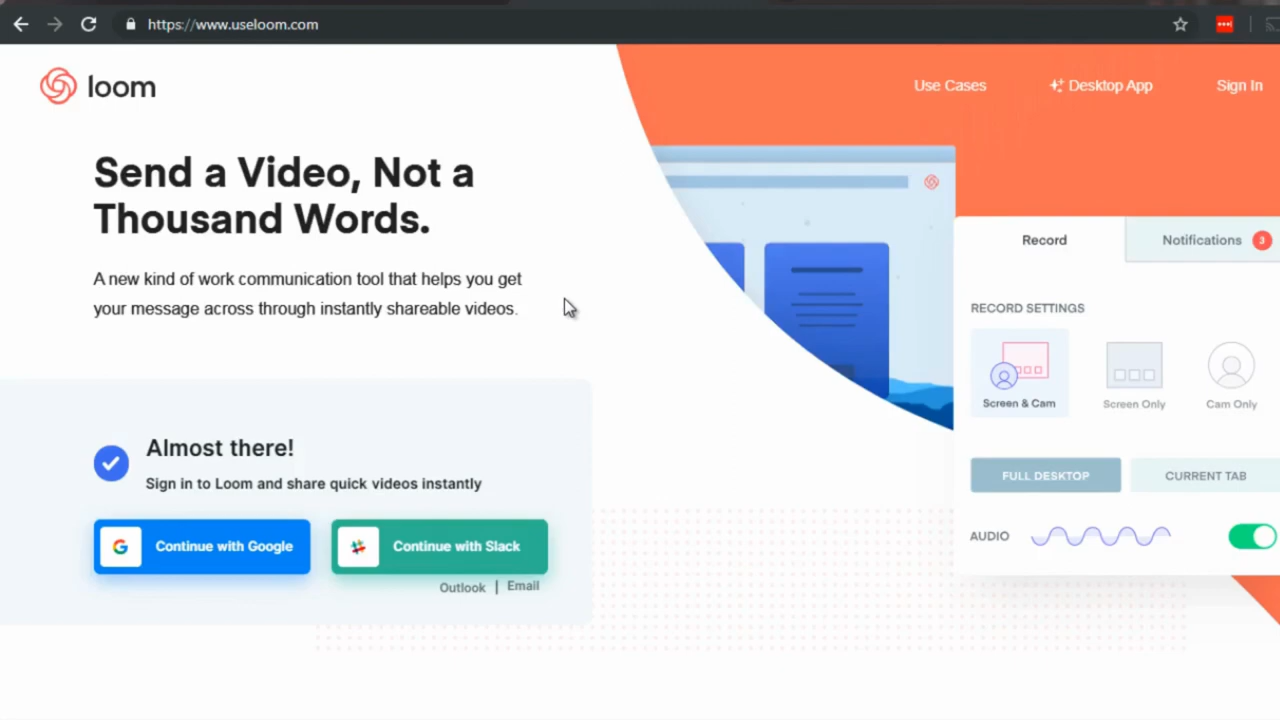 https://www.useloom.com
loom
Use Cases
Desktop App
Sign In
Send a Video, Not a
Thousand Words.
A new kind of work communication tool that helps you get
your message across through instantly shareable videos.
Record
Notifications 3
RECORD SETTINGS
Screen & Cam
Screen Only
Cam Only
FULL DESKTOP
CURRENT TAB
AUDIO
Almost there!
Sign in to Loom and share quick videos instantly
Continue with Google
Continue with Slack
Outlook | Email